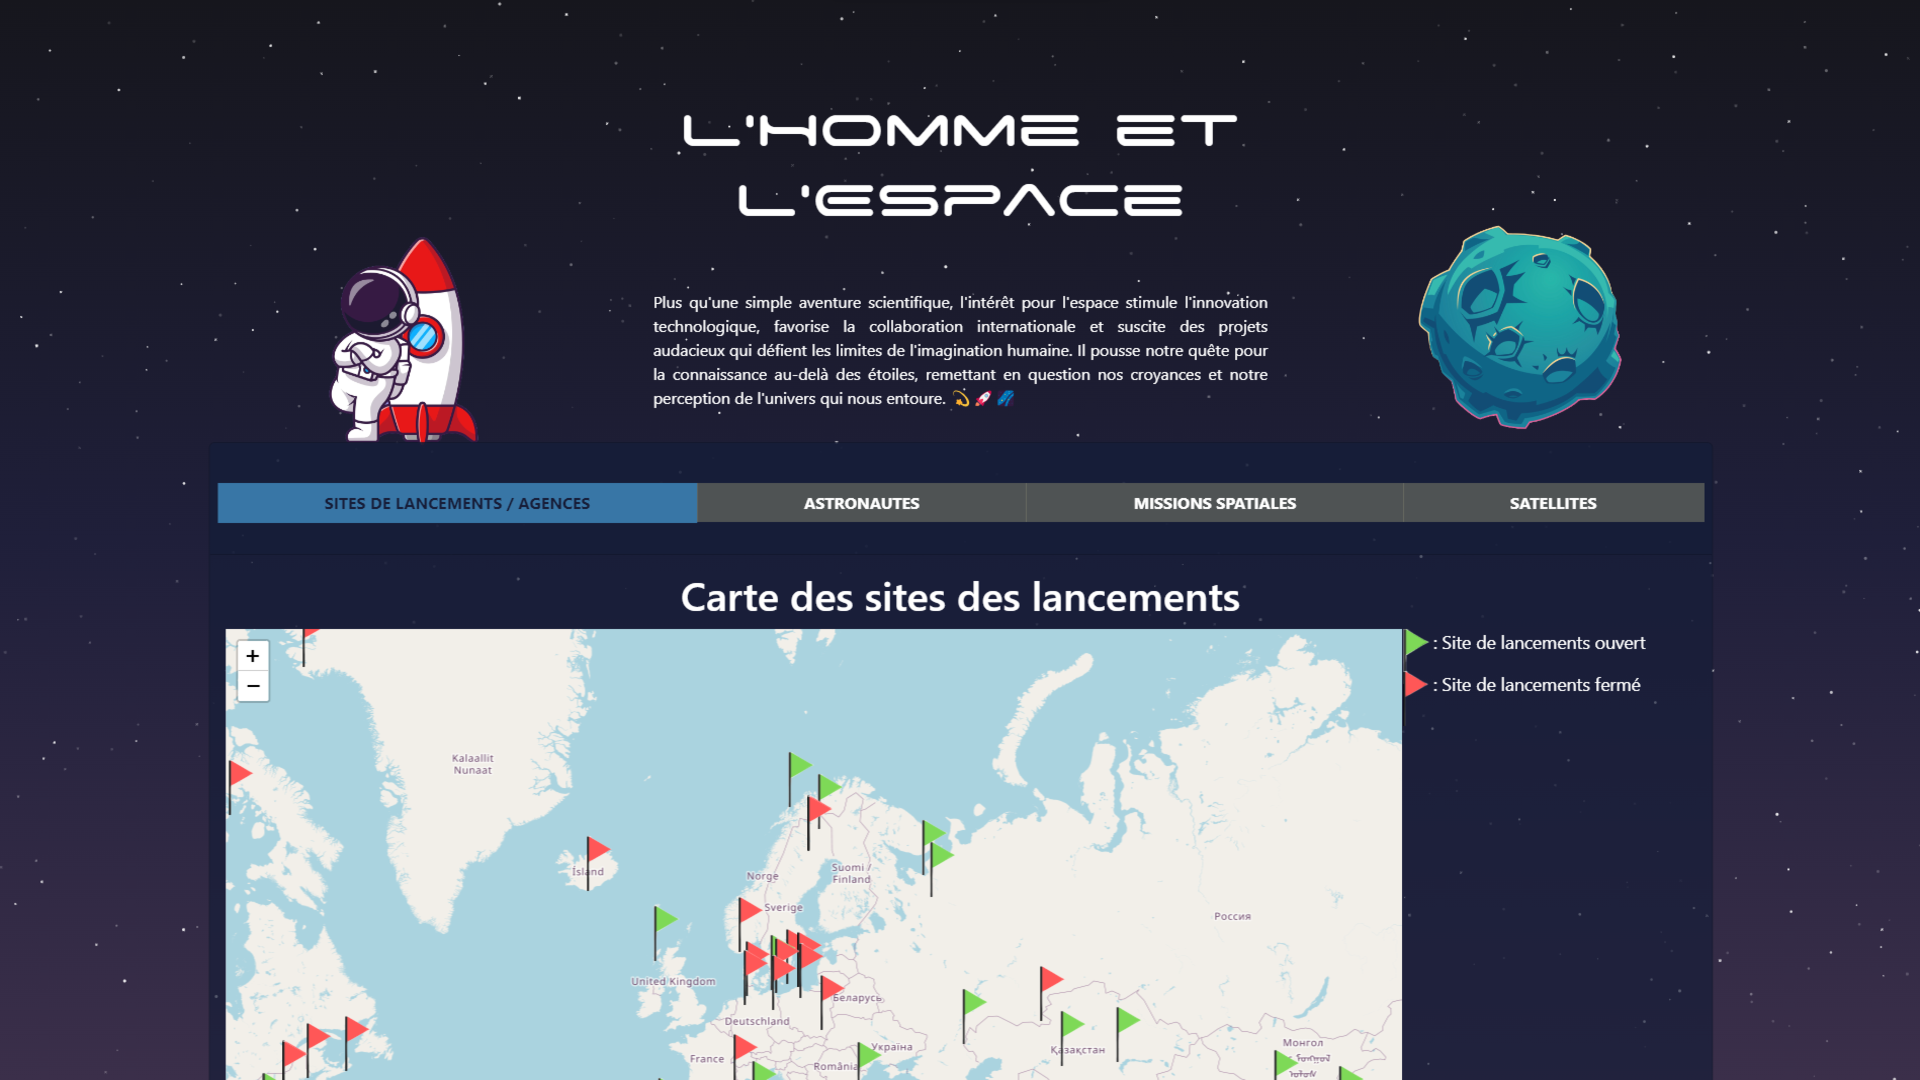 L'HOMME ET
L'ESPACE
Plus qu'une simple aventure scientifique, l'intérêt pour l'espace stimule l'innovation
technologique, favorise la collaboration internationale et suscite des projets
audacieux qui défient les limites de l'imagination humaine. Il pousse notre quête pour
la connaissance au-delà des étoiles, remettant en question nos croyances et notre
perception de l'univers qui nous entoure. 💫🚀🌌
SITES DE LANCEMENTS / AGENCES
ASTRONAUTES
MISSIONS SPATIALES
SATELLITES
Carte des sites des lancements
+
−
: Site de lancements ouvert
: Site de lancements fermé
Kalaallit
Nunaat
Ísland
Norge
Suomi /
Finland
Sverige
Россия
United Kingdom
Беларусь
Deutschland
Україна
Қазақстан
Монгол
France
România